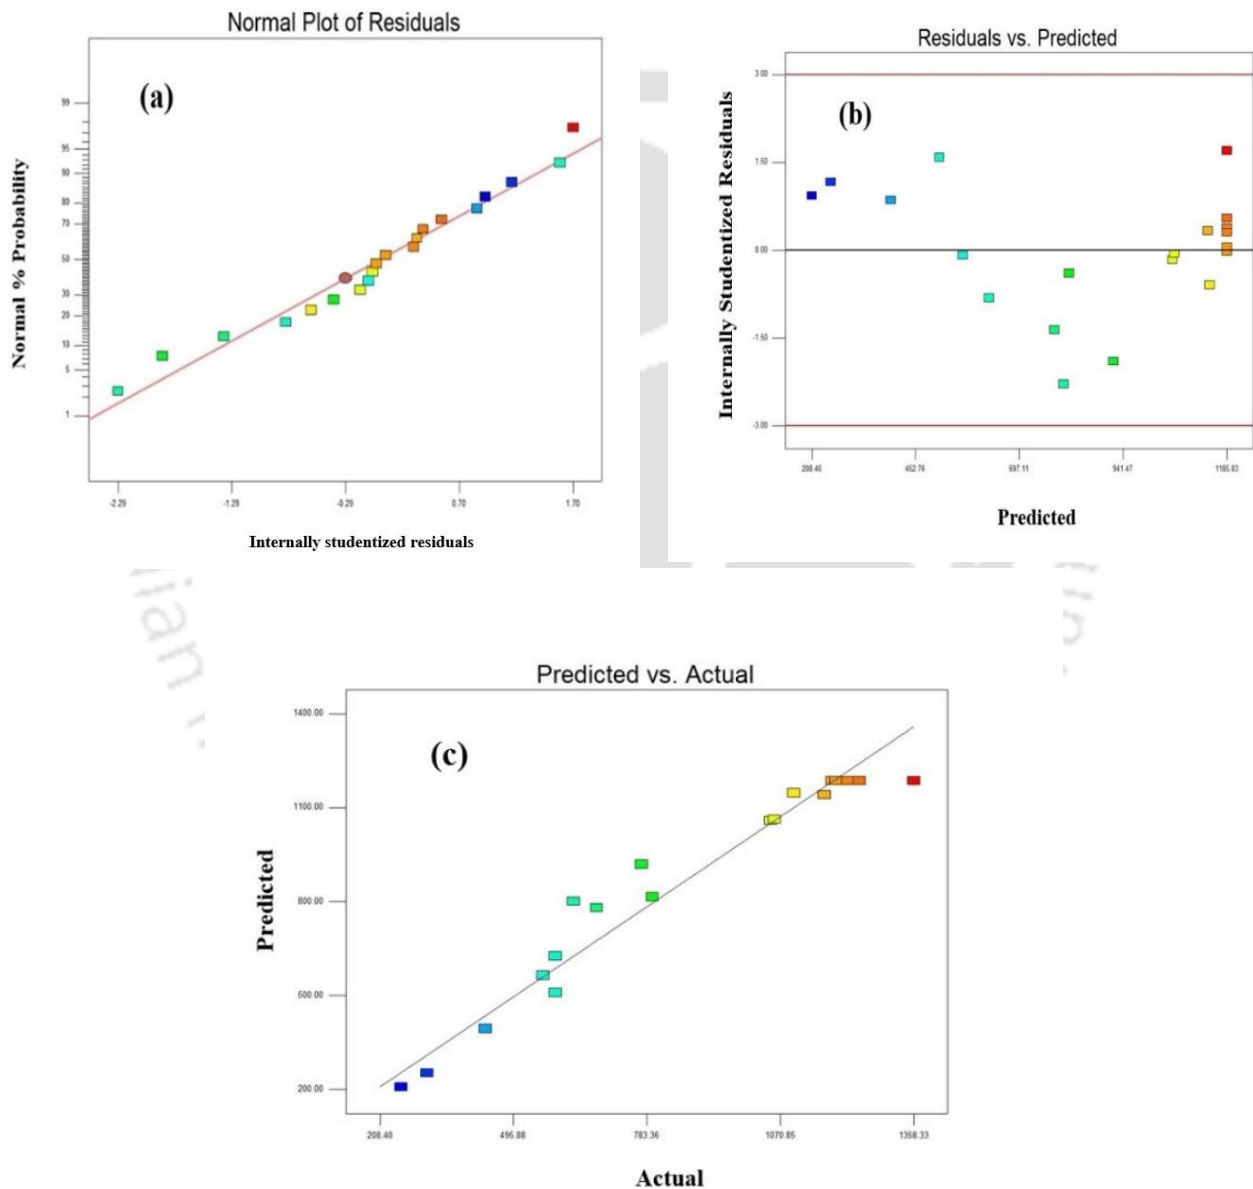 Normal Plot of Residuals
(a)
Normal % Probability
99
95
90
80
70
50
30
20
10
5
1
-2.29
-1.29
-0.29
0.70
1.70
Internally studentized residuals
Residuals vs. Predicted
(b)
Internally Studentized Residuals
3.00
1.50
0.00
-1.50
-3.00
208.40
452.76
697.11
941.47
Predicted
Predicted vs. Actual
(c)
Predicted
1400.00
1100.00
800.00
500.00
200.00
208.40
495.88
783.36
1070.85
1358.33
Actual